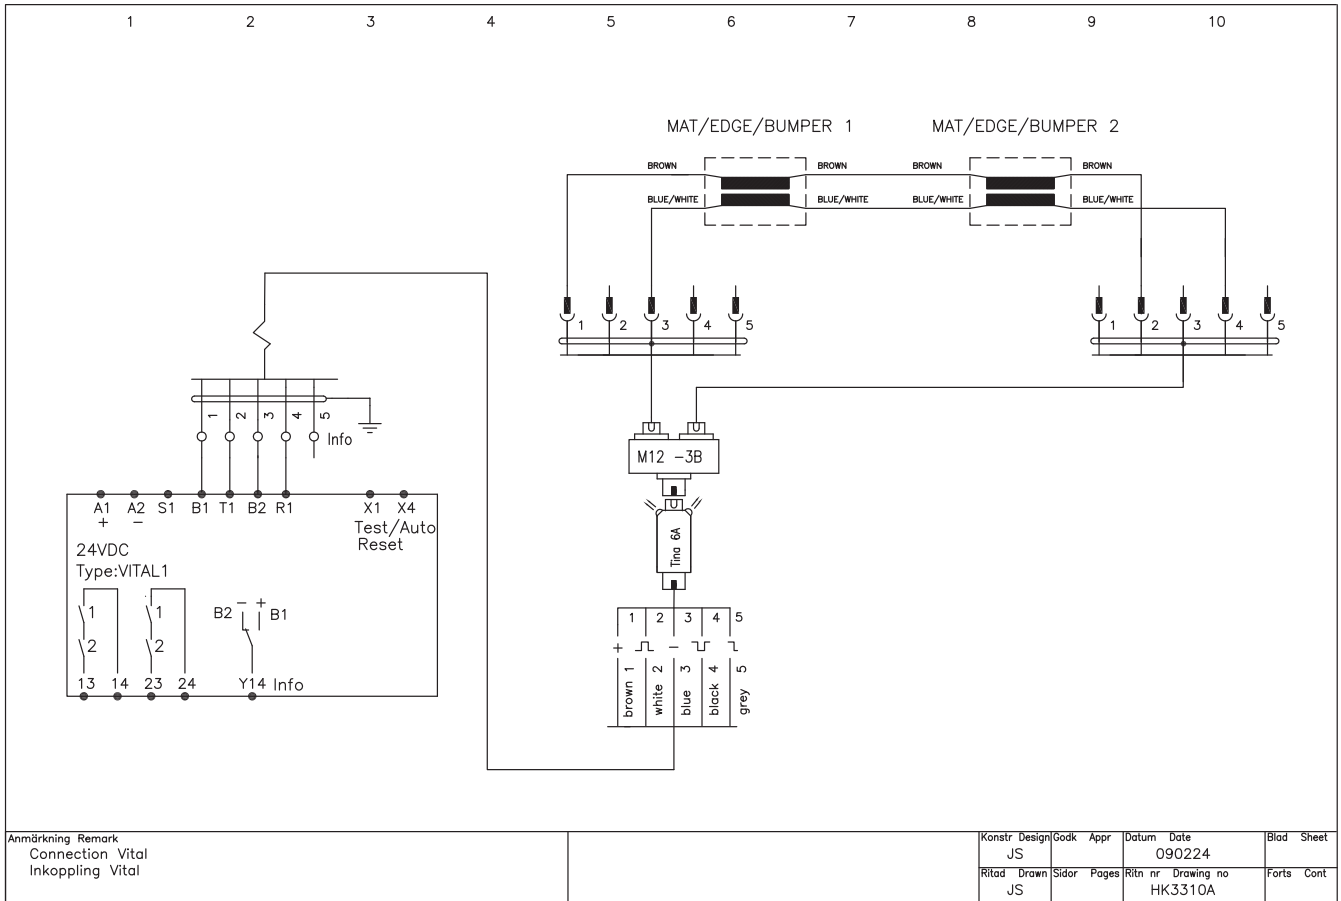 1 2 3 4 5 6 7 8 9 10
MAT/EDGE/BUMPER 1 MAT/EDGE/BUMPER 2
BROWN BROWN BROWN BROWN
BLUE/WHITE BLUE/WHITE BLUE/WHITE BLUE/WHITE
1 2 3 4 5 1 2 3 4 5
1 2 3 4 5
Info
M12 -3B
A1 A2 S1 B1 T1 B2 R1 X1 X4
+ -
Test/Auto
Reset
24VDC
Type:VITAL1
Tina 6A
1 1 B2 - + B1
2 2
13 14 23 24 Y14 Info
1 2 3 4 5
+ -
brown 1
white 2
blue 3
black 4
grey 5
Anmärkning Remark
Connection Vital
Inkoppling Vital
Konstr Design Godk Appr Datum Date Blad Sheet
JS 090224
Ritad Drawn Sidor Pages Ritn nr Drawing no Forts Cont
JS HK3310A